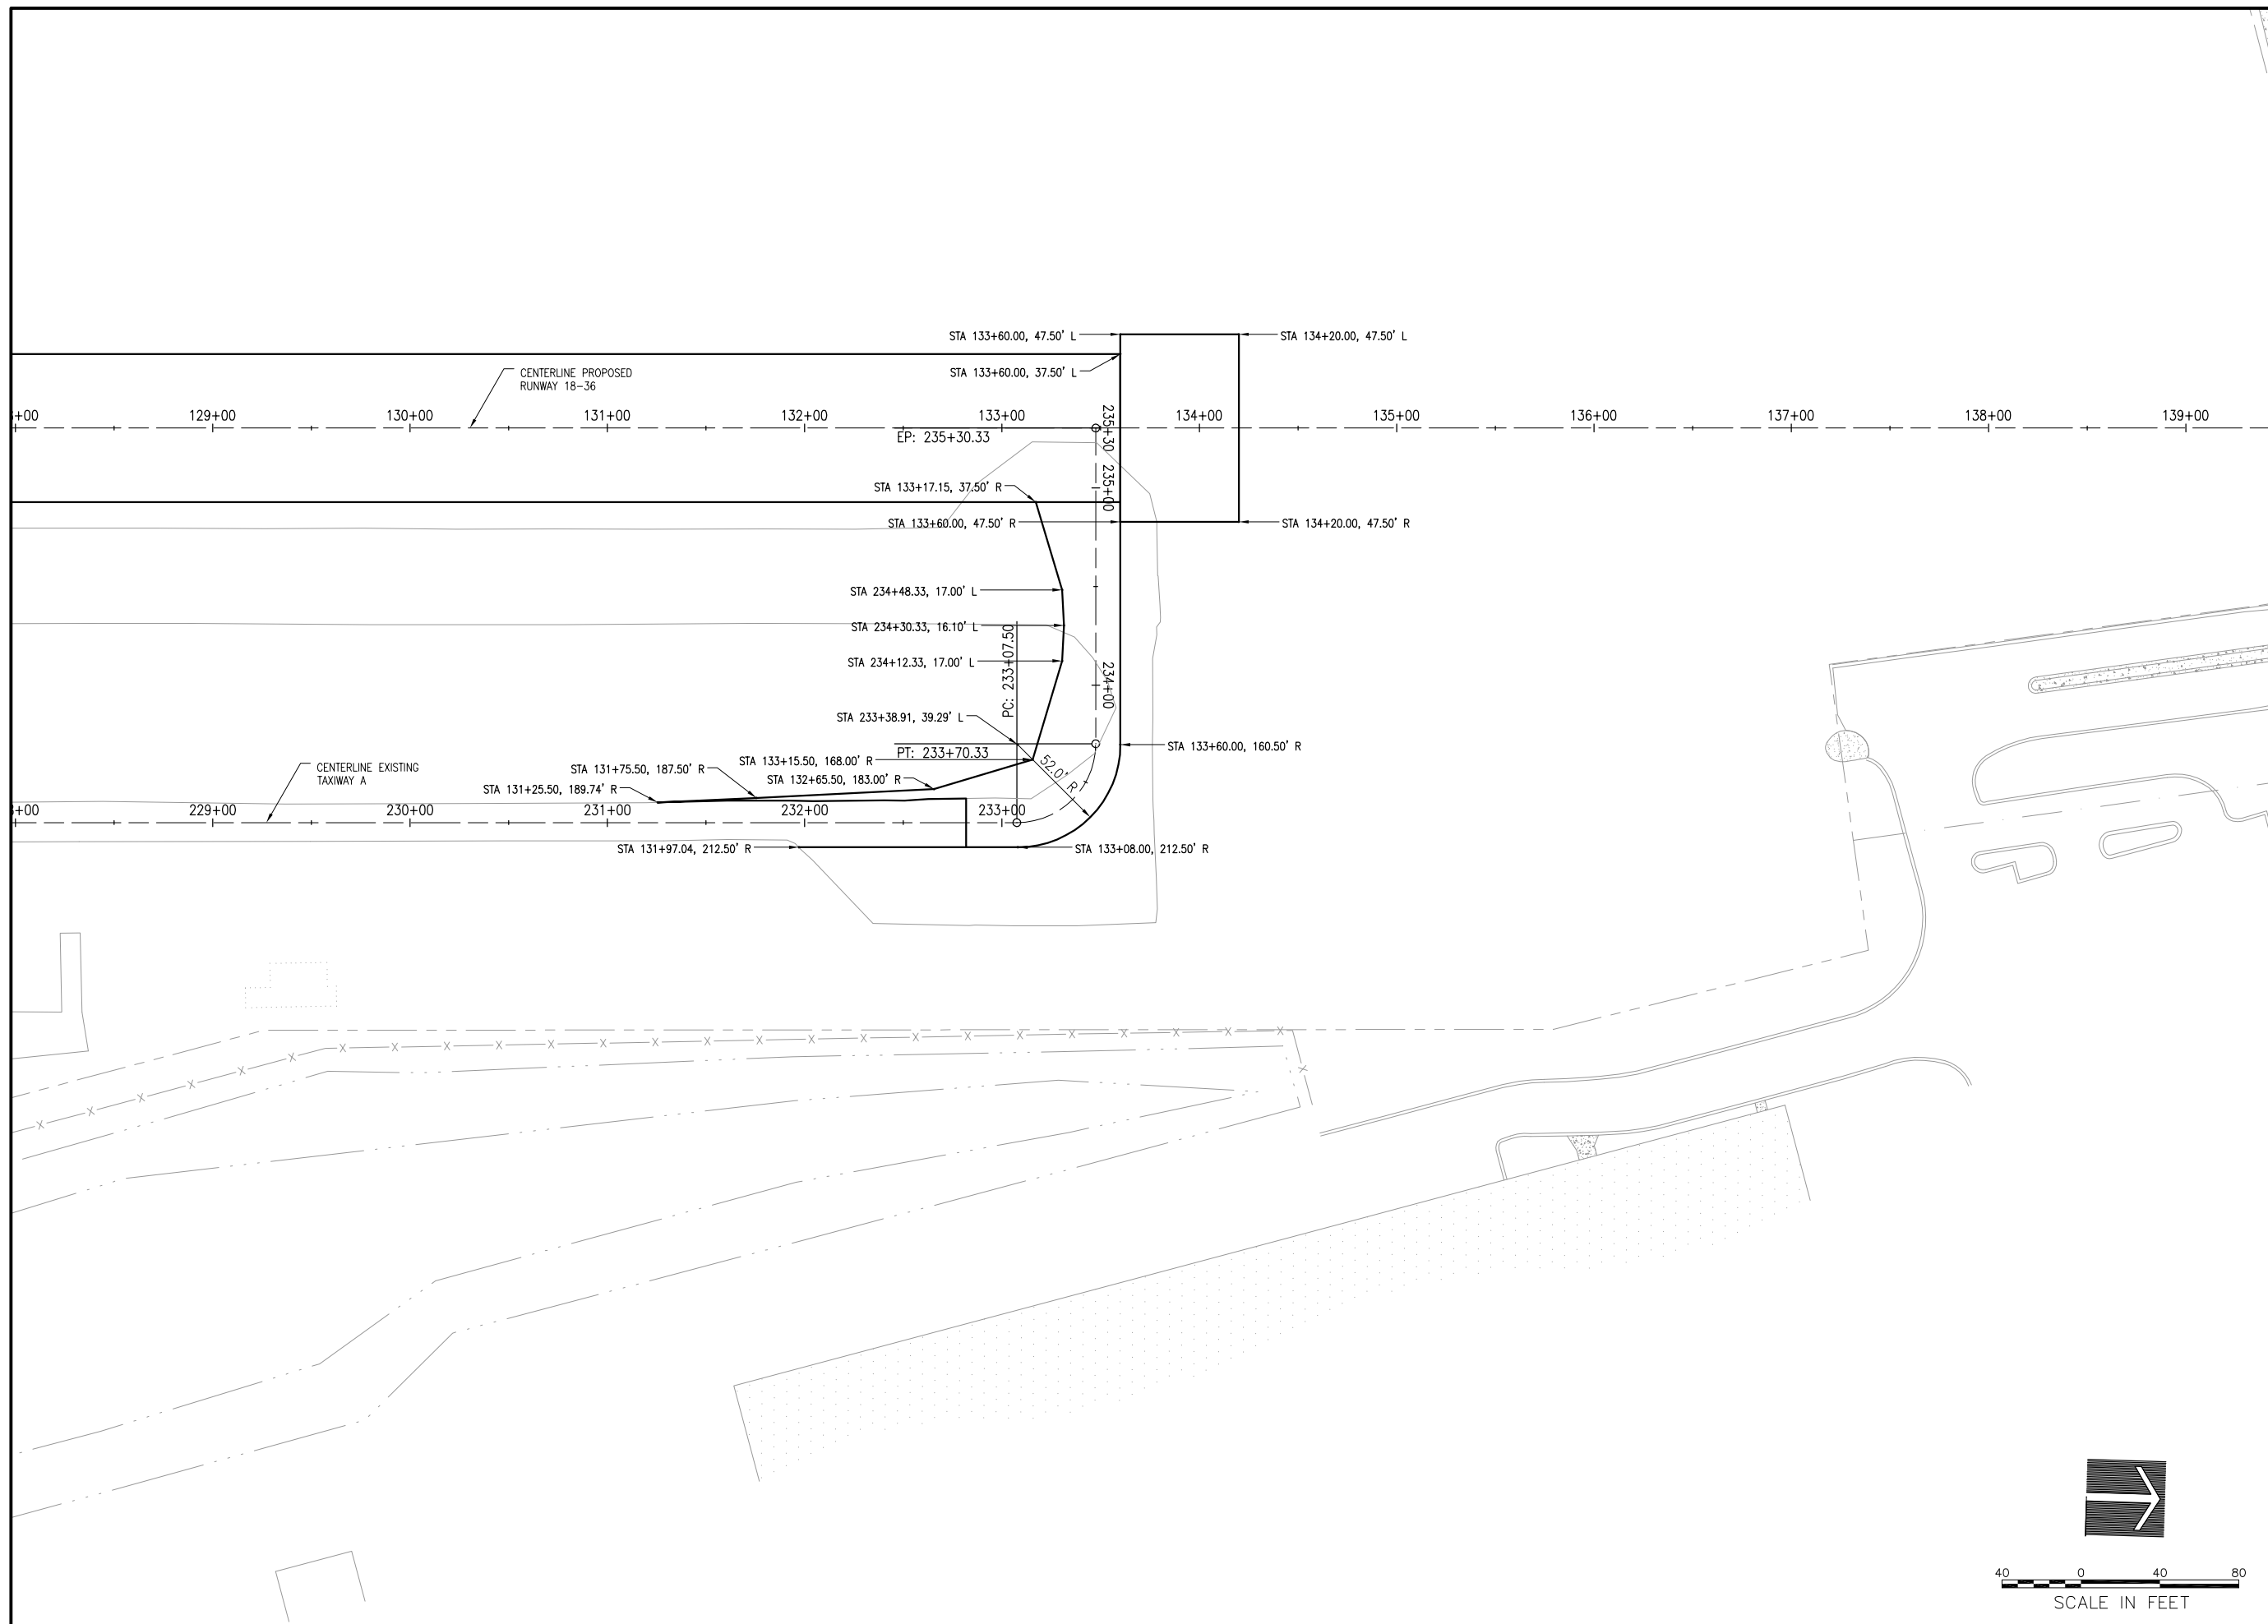 STA 133+60.00, 47.50' L
STA 134+20.00, 47.50' L
STA 133+60.00, 37.50' L
CENTERLINE PROPOSED
RUNWAY 18-36
+00
129+00
130+00
131+00
132+00
133+00
134+00
135+00
136+00
137+00
138+00
139+00
235+30
EP: 235+30.33
235+00
STA 133+17.15, 37.50' R
STA 133+60.00, 47.50' R
STA 134+20.00, 47.50' R
STA 234+48.33, 17.00' L
STA 234+30.33, 16.10' L
PC: 233+07.50
STA 234+12.33, 17.00' L
234+00
STA 233+38.91, 39.29' L
PT: 233+70.33
STA 133+60.00, 160.50' R
STA 133+15.50, 168.00' R
52.0' R
CENTERLINE EXISTING
TAXIWAY A
STA 131+75.50, 187.50' R
STA 132+65.50, 183.00' R
STA 131+25.50, 189.74' R
+00
229+00
230+00
231+00
232+00
233+00
STA 131+97.04, 212.50' R
STA 133+08.00, 212.50' R
40 0 40 80
SCALE IN FEET